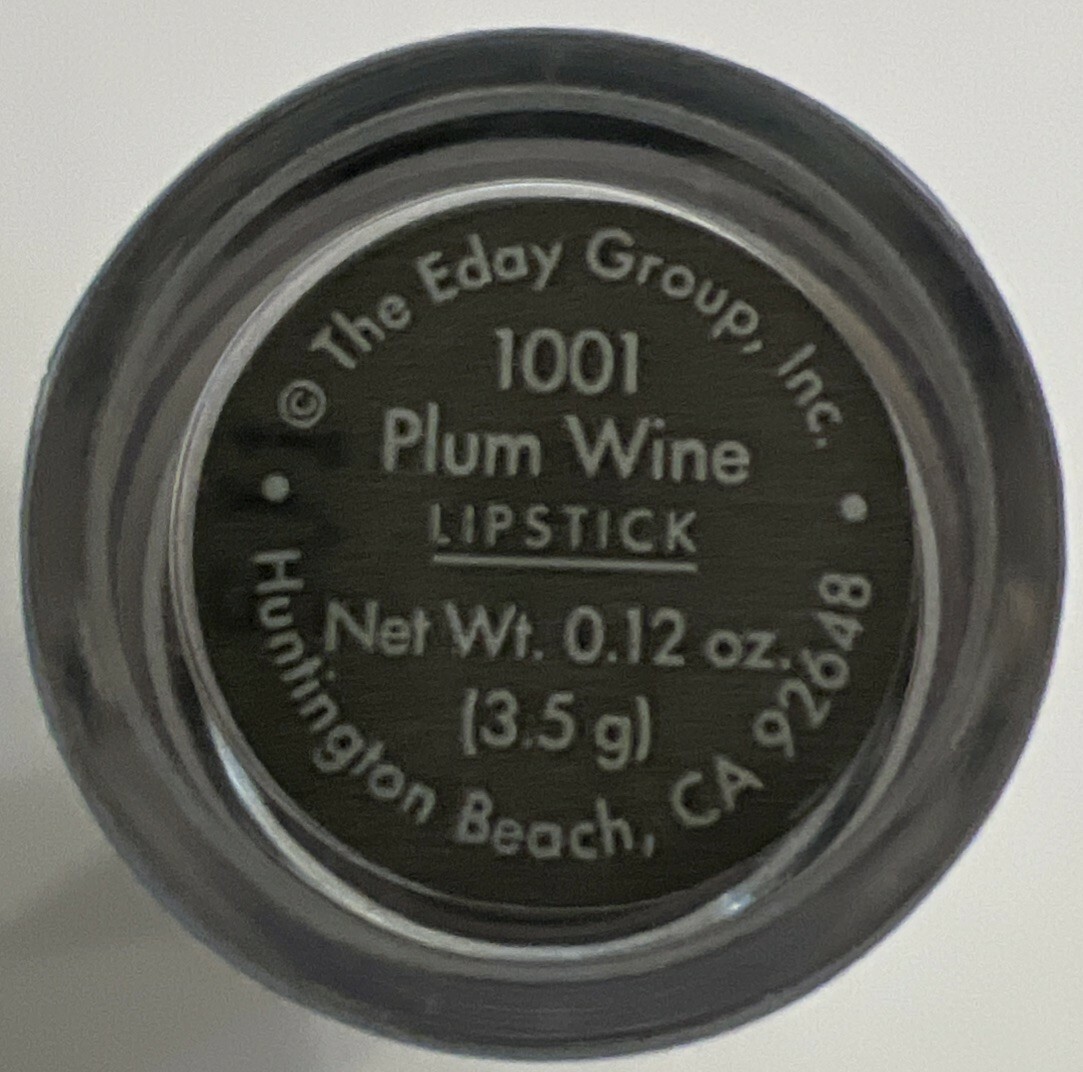 © The Eday Group, Inc.
1001
Plum Wine
LIPSTICK
Net Wt. 0.12 oz.
(3.5 g)
• Huntington Beach, CA 92648 •